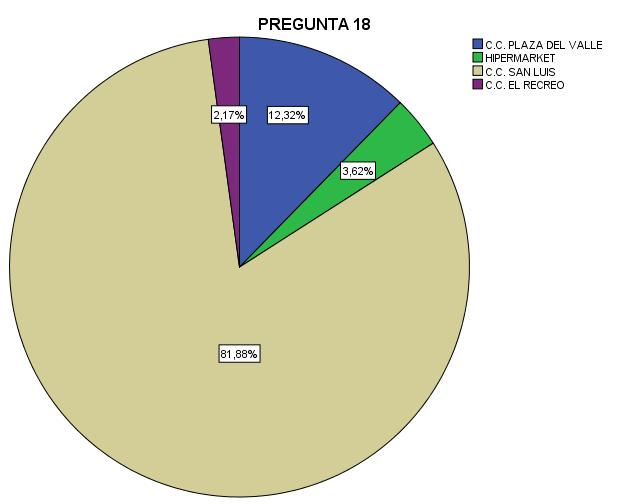 PREGUNTA 18
C.C. PLAZA DEL VALLE
HIPERMARKET
C.C. SAN LUIS
C.C. EL RECREO
2,17%
12,32%
3,62%
81,88%